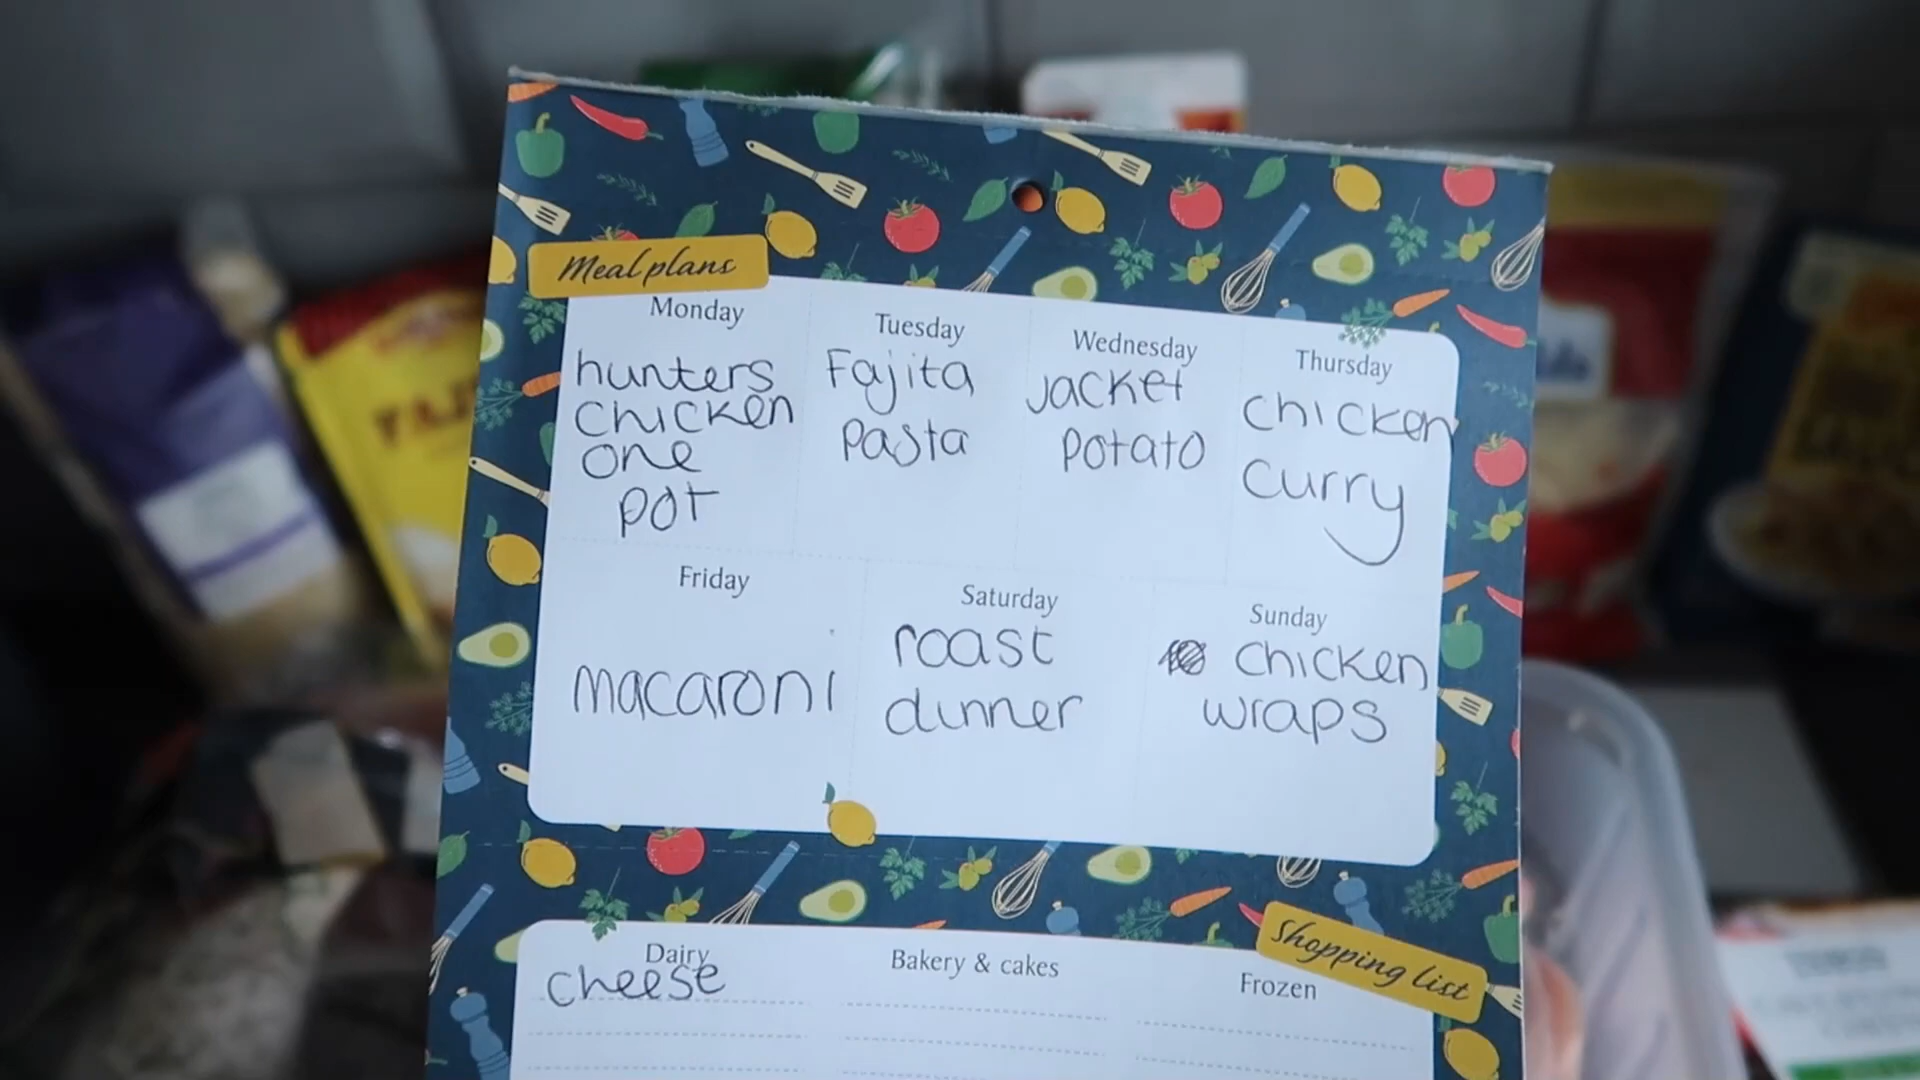 Meal plans
Monday
hunters
chicken
one
pot
Tuesday
Fajita
Pasta
Wednesday
Jacket
Potato
Thursday
chicken
curry
Friday
macaroni
Saturday
roast
dinner
Sunday
chicken
wraps
Shopping list
Dairy
cheese
Bakery & cakes
Frozen